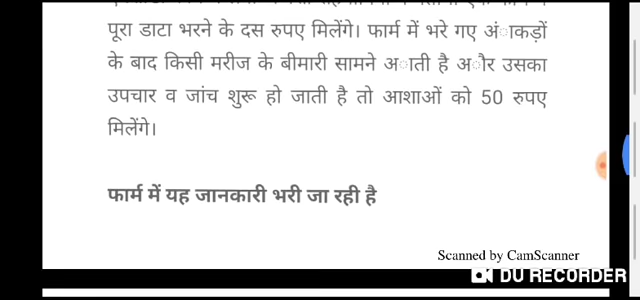 पूरा डाटा भरने के दस रुपए मिलेंगे। फार्म में भरे गए अंाकड़ों
के बाद किसी मरीज के बीमारी सामने अाती है अौर उसका
उपचार व जांच शुरू हो जाती है तो आशाओं को 50 रुपए
मिलेंगे।
फार्म में यह जानकारी भरी जा रही है
Scanned by CamScanner
DU RECORDER